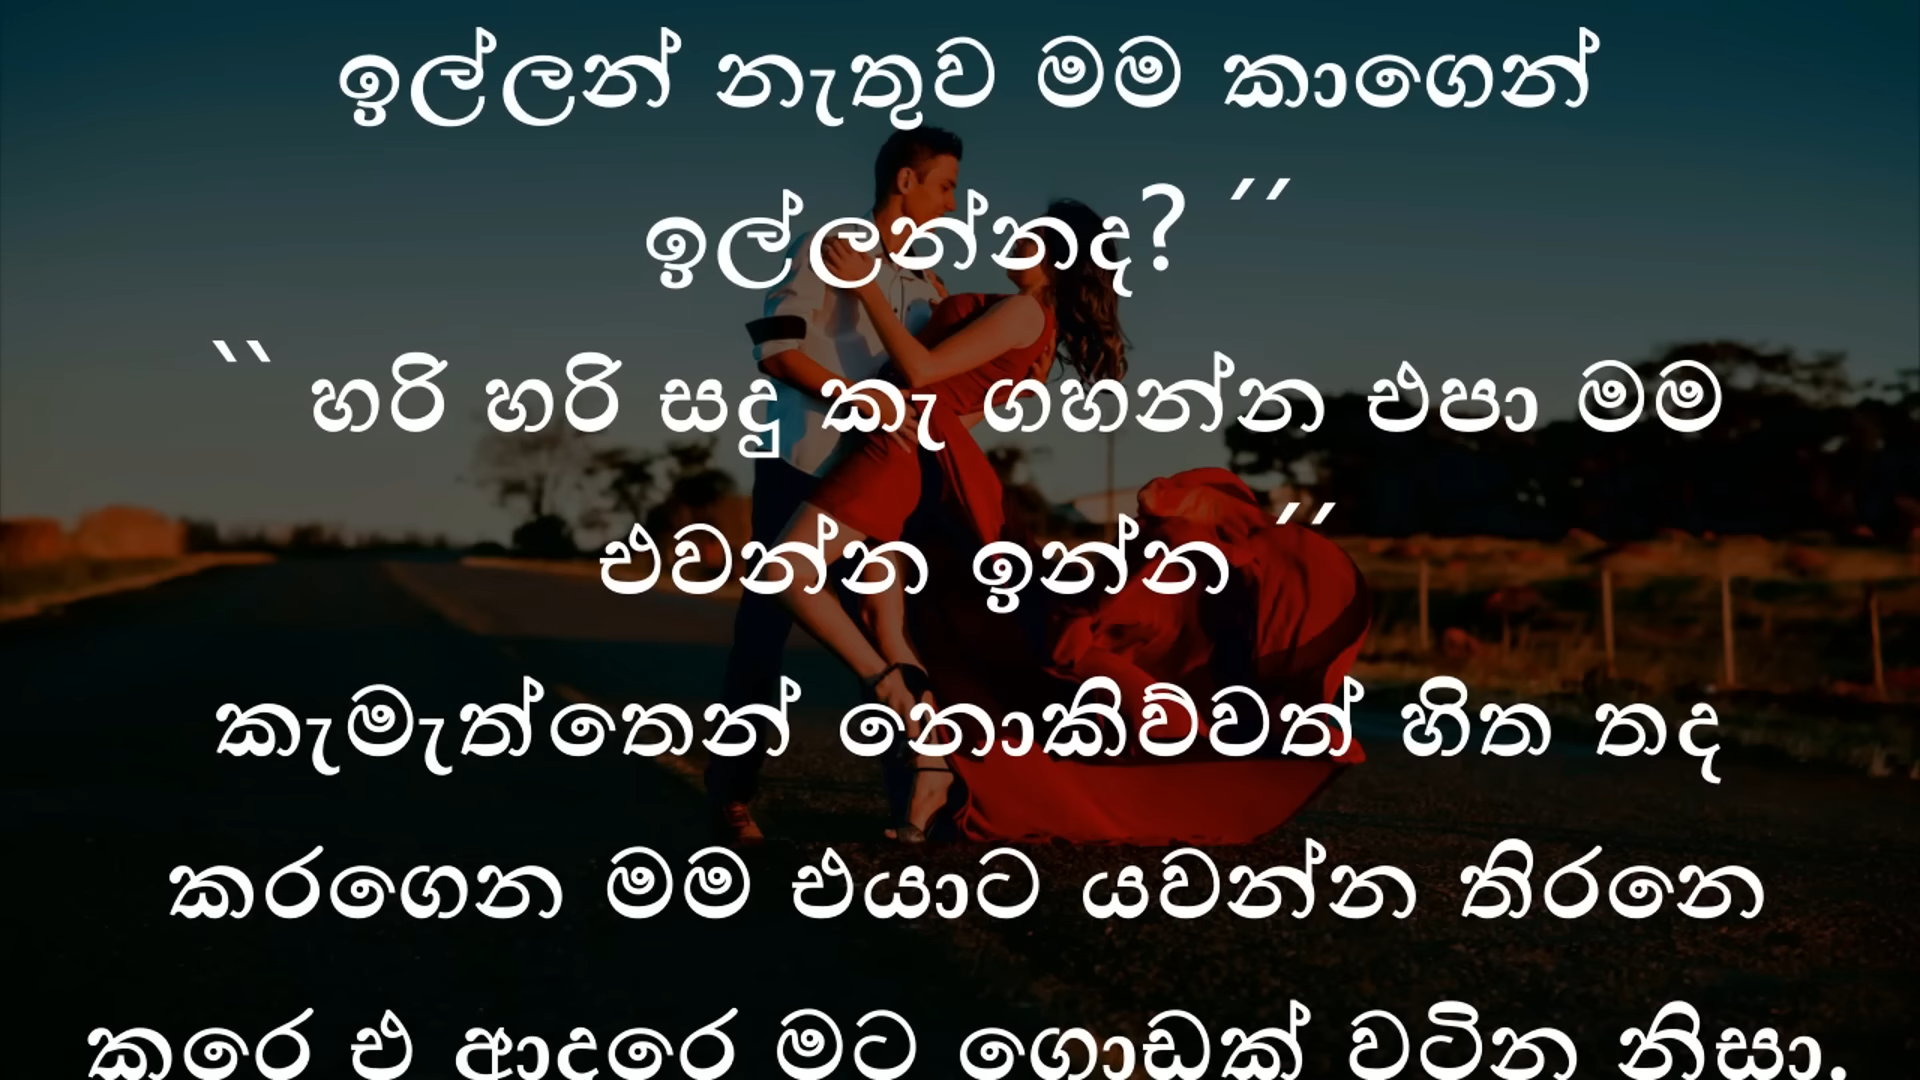 ඉල්ලන් නැතුව මම කාගෙන්
ඉල්ලන්නද? ´´
`` හරි හරි සදු කෑ ගහන්න එපා මම
එවන්න ඉන්න ´´
කැමැත්තෙන් නොකිව්වත් හිත තද
කරගෙන මම එයාට යවන්න තිරනෙ
කරෙ එ ආදරෙ මට ගොඩක් වටින නිසා.